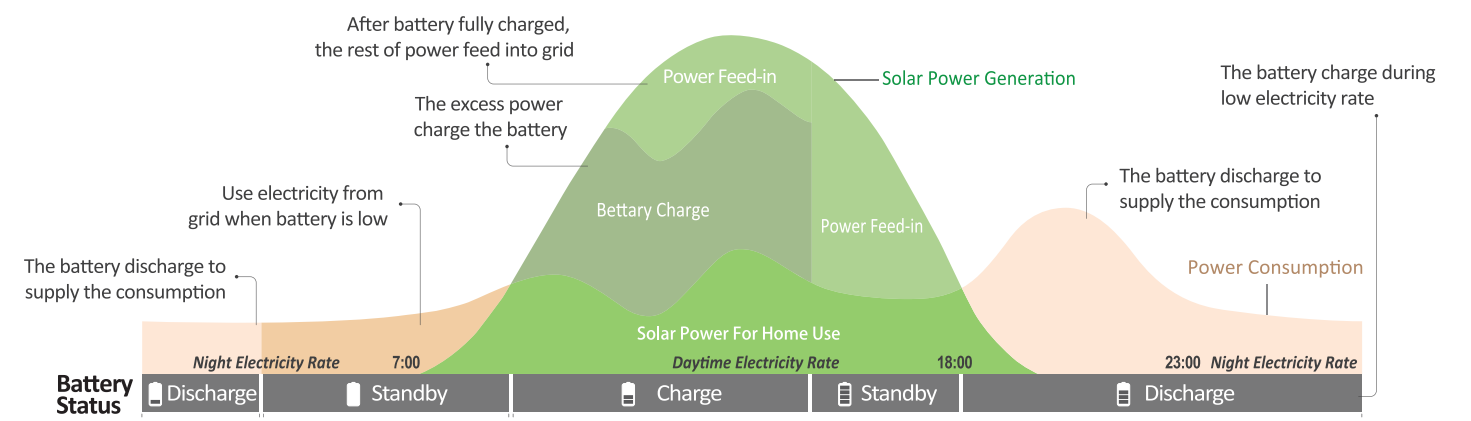 After battery fully charged,
the rest of power feed into grid
Power Feed-in
Solar Power Generation
The battery charge during
low electricity rate
The excess power
charge the battery
Use electricity from
grid when battery is low
Bettary Charge
Power Feed-in
The battery discharge to
supply the consumption
The battery discharge to
supply the consumption
Power Consumption
Solar Power For Home Use
Night Electricity Rate
7:00
Daytime Electricity Rate
18:00
23:00
Night Electricity Rate
Battery
Status
Discharge
Standby
Charge
Standby
Discharge